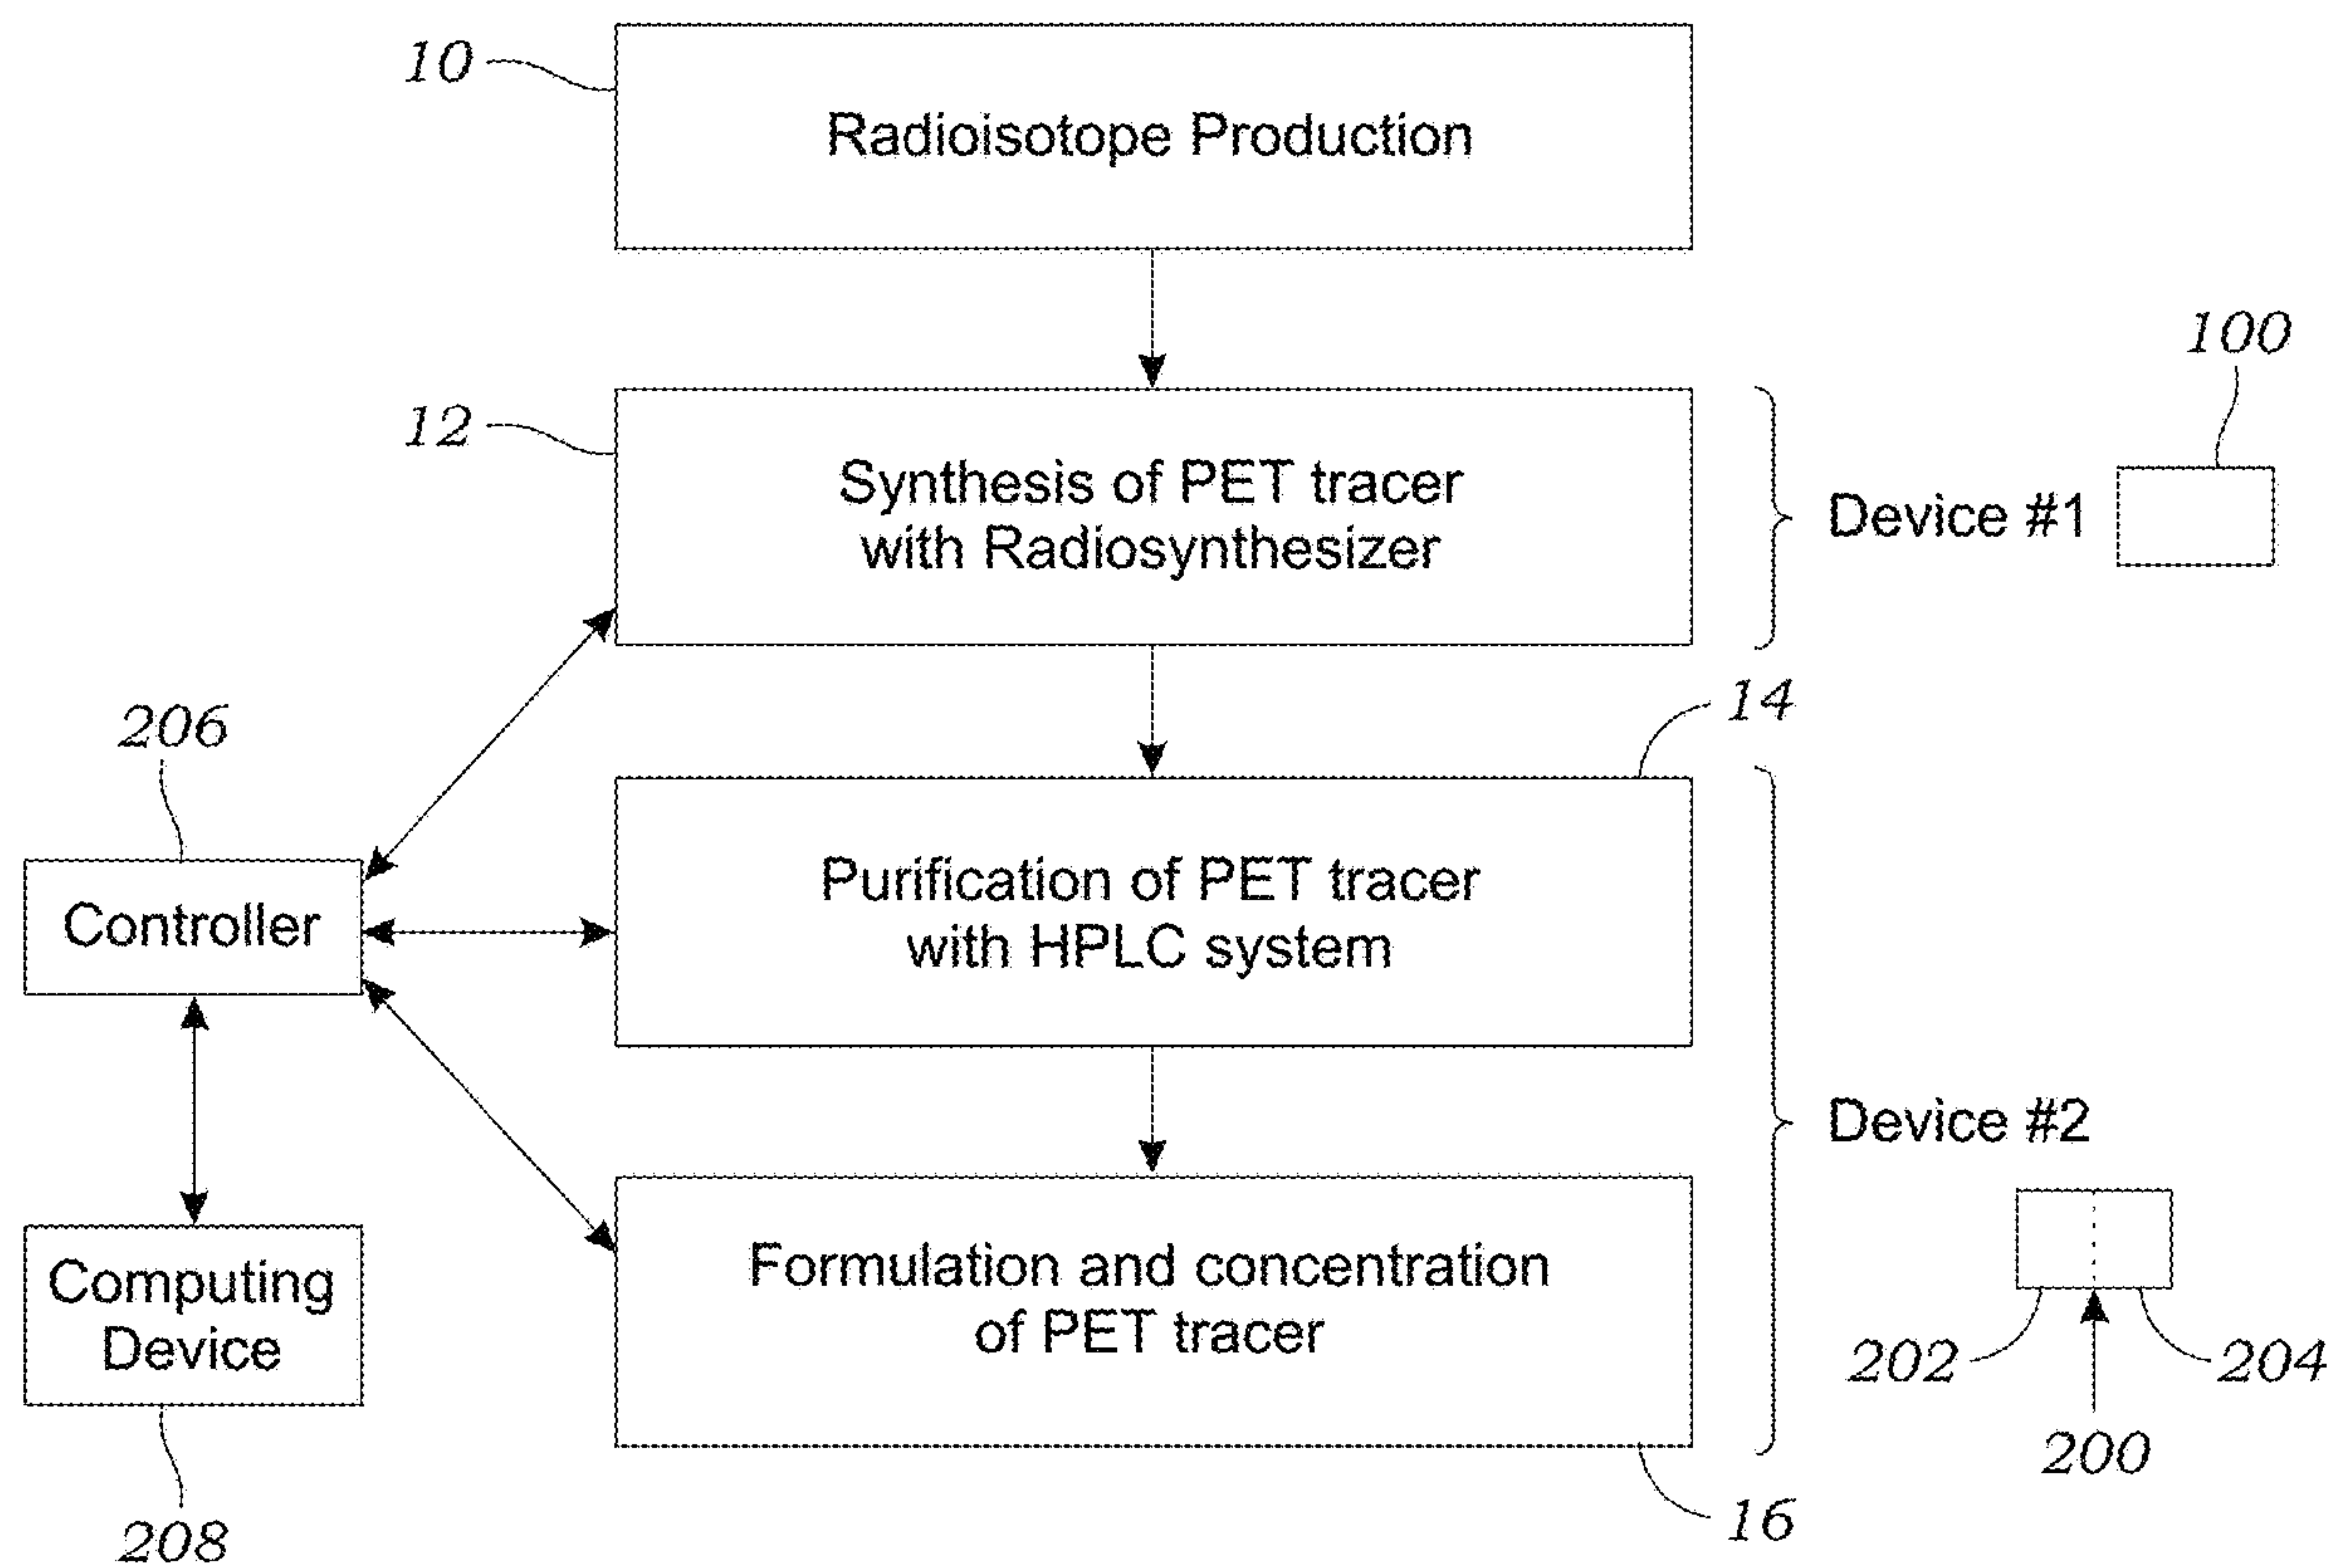 10
Radioisotope Production
100
12
Synthesis of PET tracer
with Radiosynthesizer
Device #1
14
206
Purification of PET tracer
with HPLC system
Controller
Device #2
Computing
Device
Formulation and concentration
of PET tracer
202
204
200
16
208